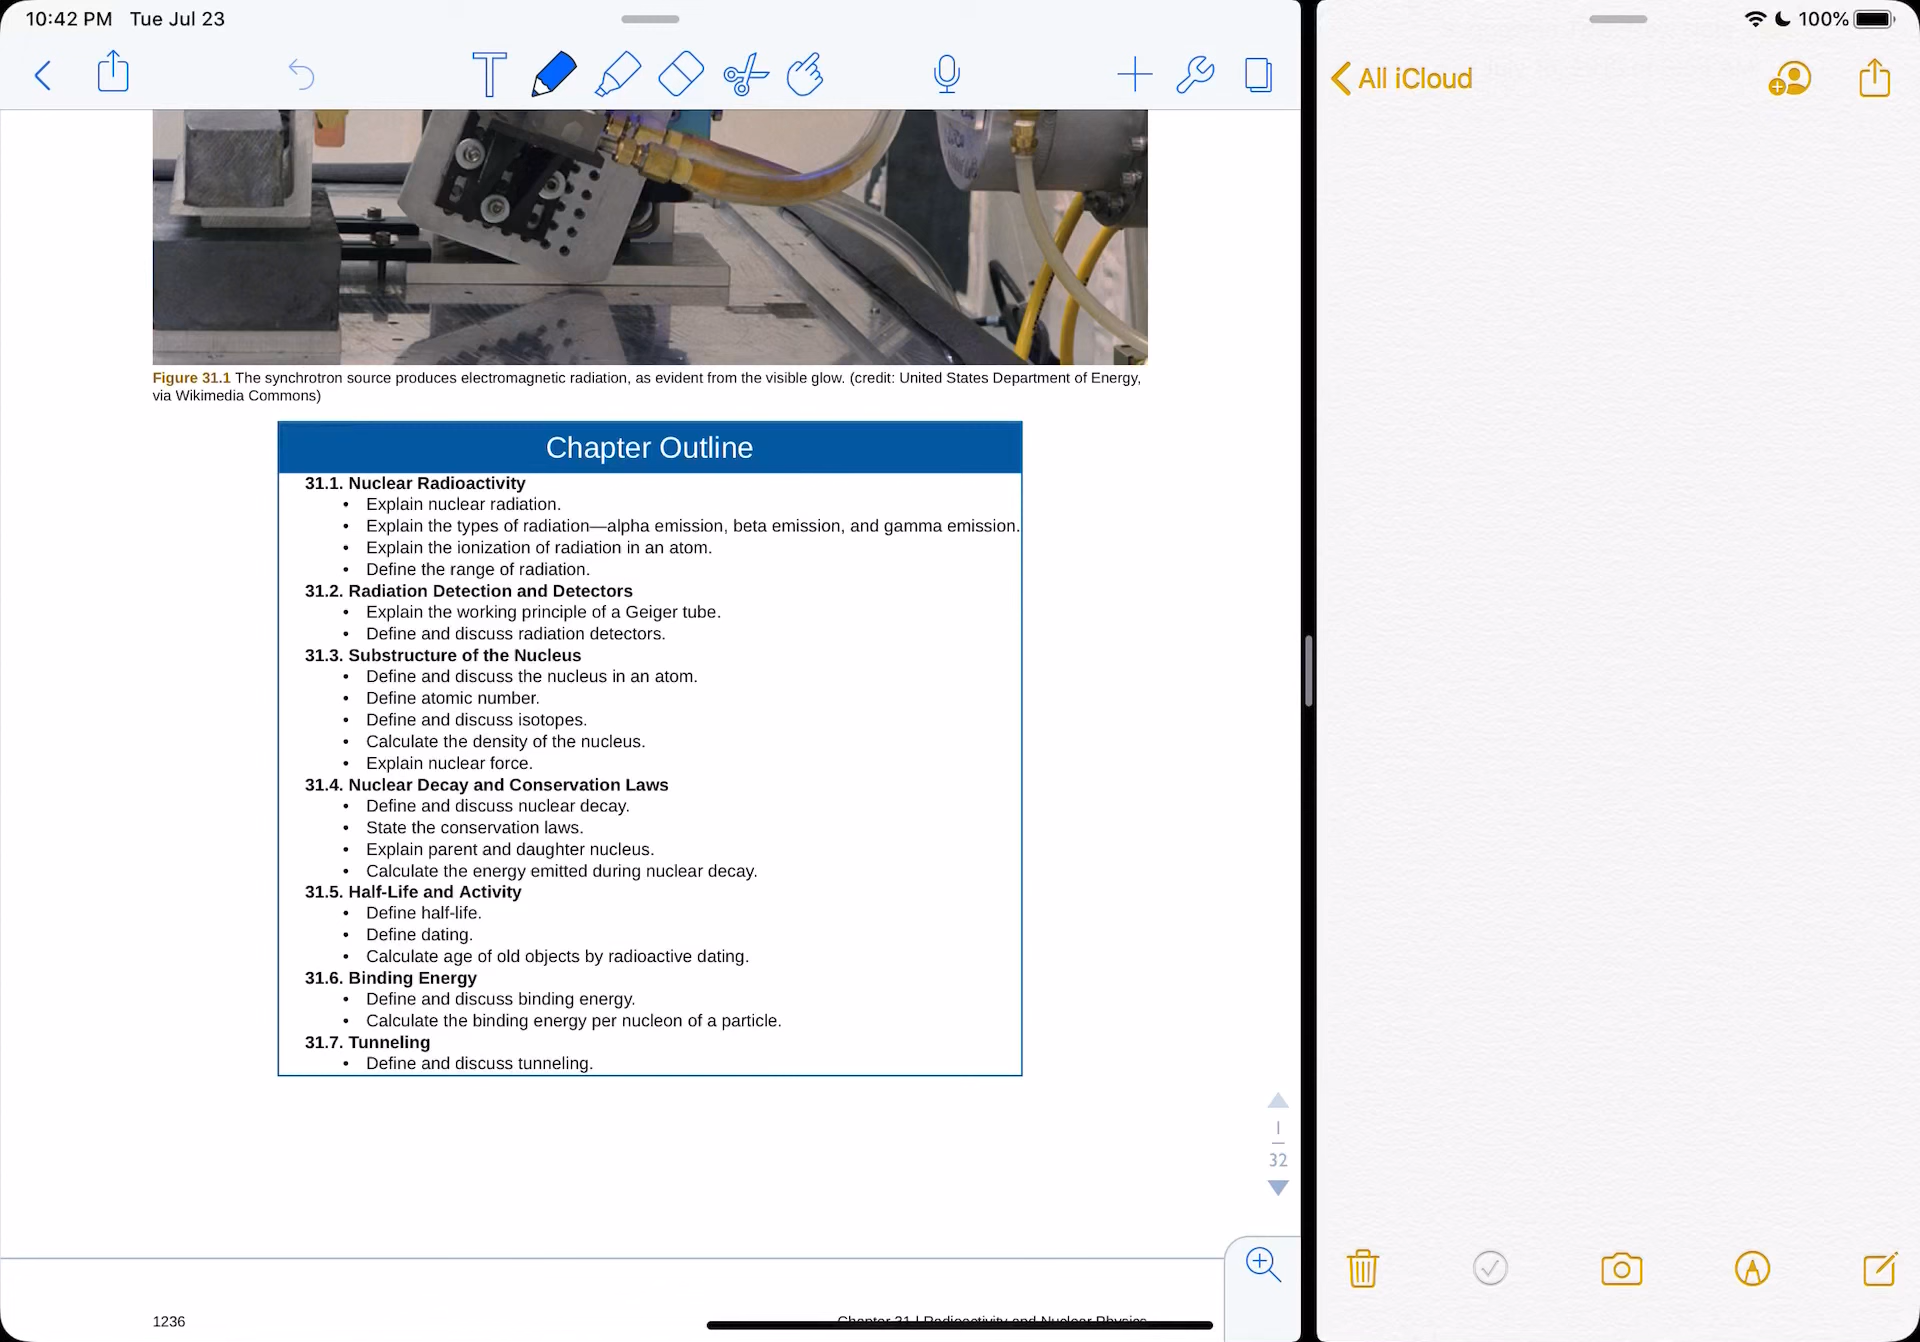 10:42 PM Tue Jul 23
100%
All iCloud
Figure 31.1 The synchrotron source produces electromagnetic radiation, as evident from the visible glow. (credit: United States Department of Energy,
via Wikimedia Commons)
Chapter Outline
31.1. Nuclear Radioactivity
• Explain nuclear radiation.
• Explain the types of radiation—alpha emission, beta emission, and gamma emission.
• Explain the ionization of radiation in an atom.
• Define the range of radiation.
31.2. Radiation Detection and Detectors
• Explain the working principle of a Geiger tube.
• Define and discuss radiation detectors.
31.3. Substructure of the Nucleus
• Define and discuss the nucleus in an atom.
• Define atomic number.
• Define and discuss isotopes.
• Calculate the density of the nucleus.
• Explain nuclear force.
31.4. Nuclear Decay and Conservation Laws
• Define and discuss nuclear decay.
• State the conservation laws.
• Explain parent and daughter nucleus.
• Calculate the energy emitted during nuclear decay.
31.5. Half-Life and Activity
• Define half-life.
• Define dating.
• Calculate age of old objects by radioactive dating.
31.6. Binding Energy
• Define and discuss binding energy.
• Calculate the binding energy per nucleon of a particle.
31.7. Tunneling
• Define and discuss tunneling.
1
32
1236
Chapter 31 | Radioactivity and Nuclear Physics